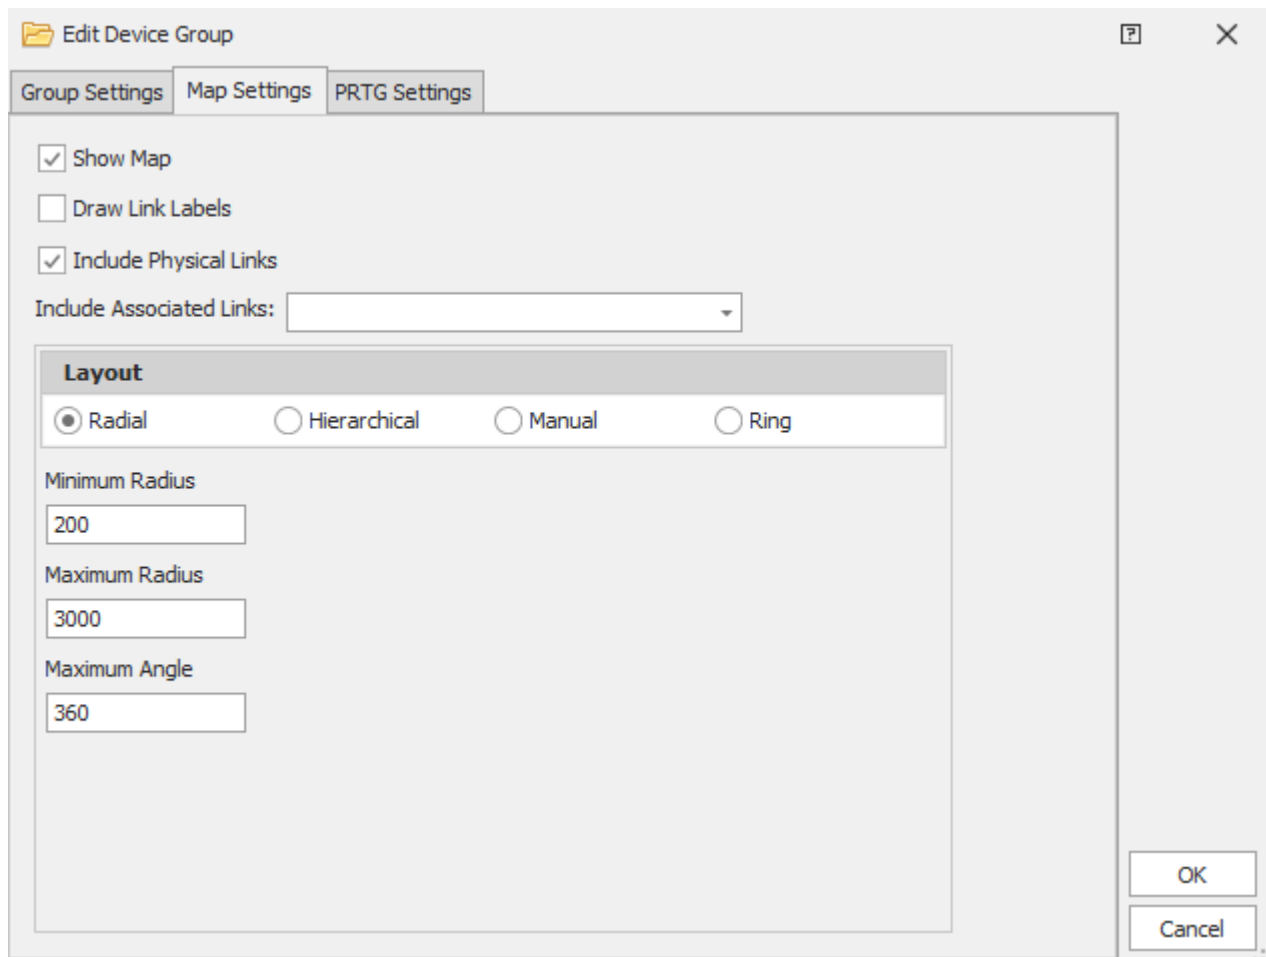 Edit Device Group
Group Settings Map Settings PRTG Settings
Show Map
Draw Link Labels
Include Physical Links
Include Associated Links:
Layout
Radial Hierarchical Manual Ring
Minimum Radius
200
Maximum Radius
3000
Maximum Angle
360
OK
Cancel